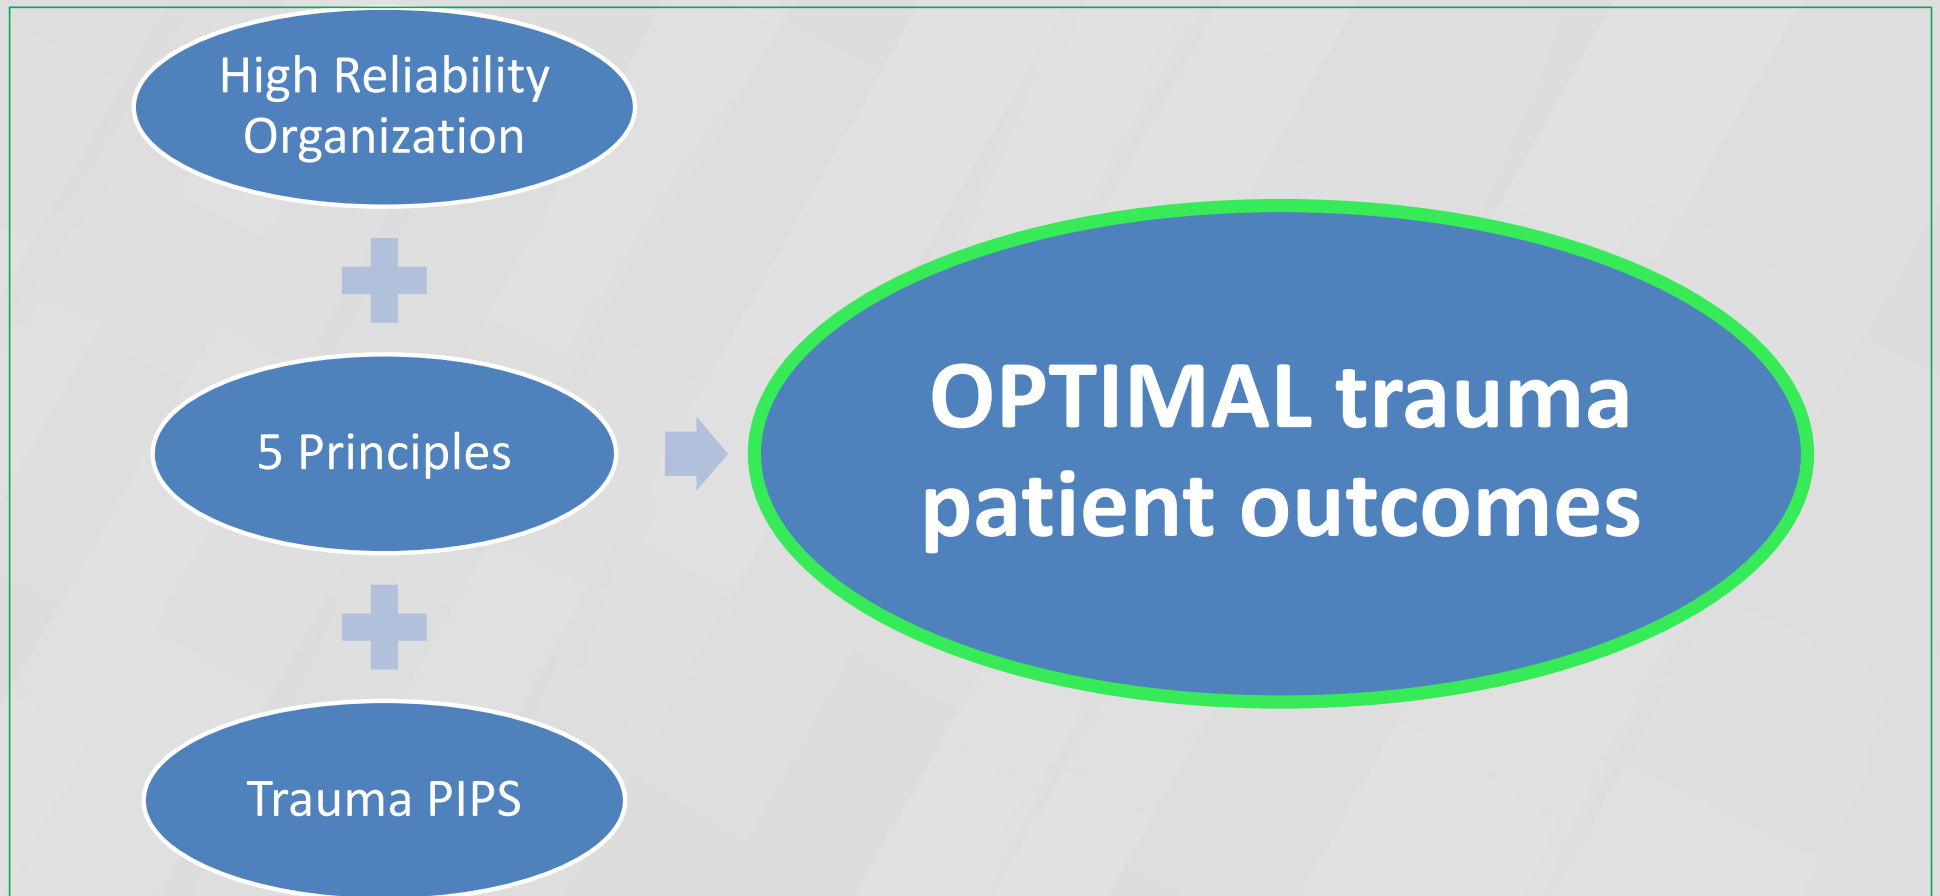 High Reliability
Organization
5 Principles
Trauma PIPS
OPTIMAL trauma
patient outcomes